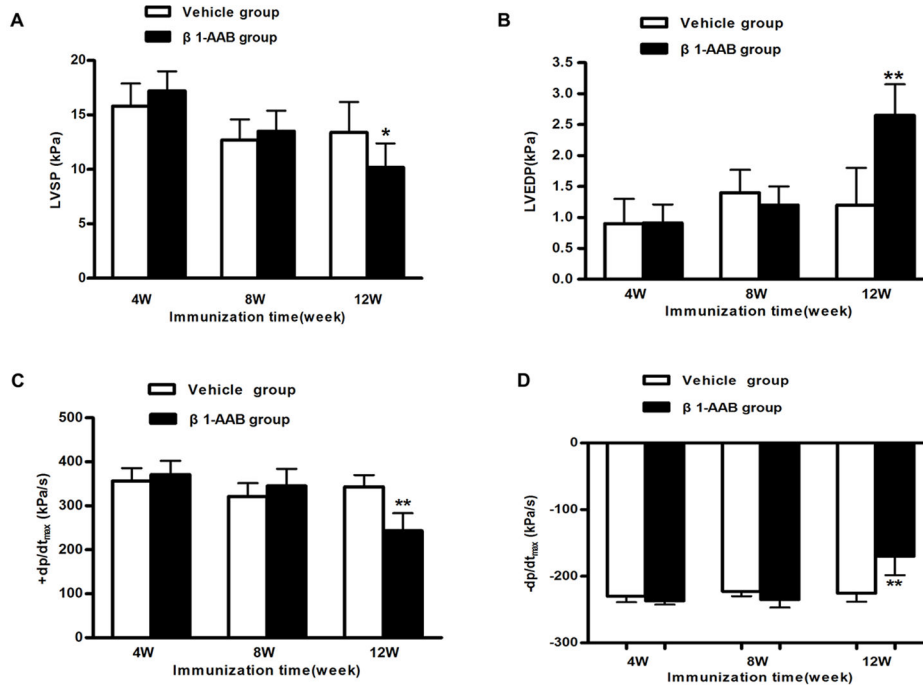 A
Vehicle group
β 1-AAB group
LVSP (kPa)
20
15
10
5
0
*
4W 8W 12W
Immunization time(week)
B
Vehicle group
β 1-AAB group
LVEDP(kPa)
3.5
3.0
2.5
2.0
1.5
1.0
0.5
0.0
**
4W 8W 12W
Immunization time(week)
C
Vehicle group
β 1-AAB group
+dp/dtmax (kPa/s)
500
400
300
200
100
0
**
4W 8W 12W
Immunization time(week)
D
Vehicle group
β 1-AAB group
-dp/dtmax (kPa/s)
0
-100
-200
-300
**
4W 8W 12W
Immunization time(week)